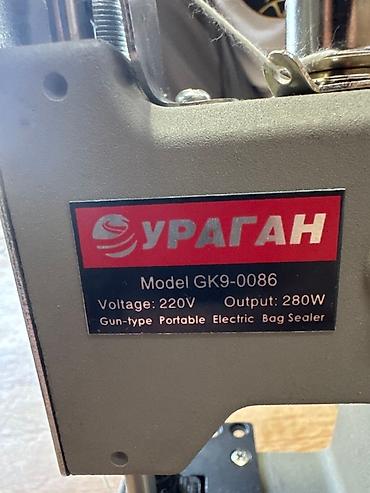 УРАГАН
Model GK9-0086
Voltage: 220V Output: 280W
Gun-type Portable Electric Bag Sealer